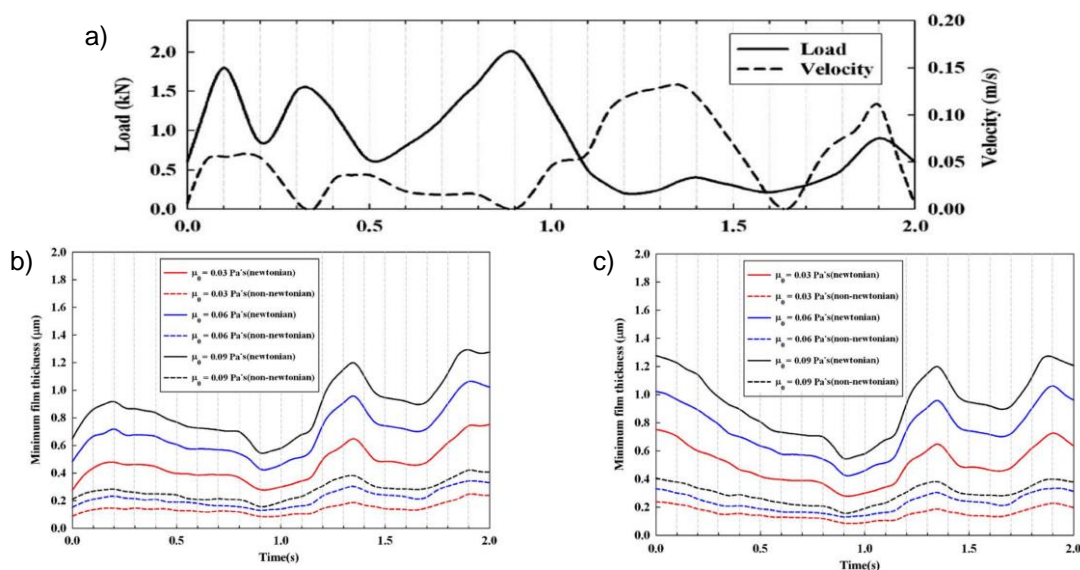 a)
Load (kN)
2.0
1.5
1.0
0.5
0.0
Load
Velocity
0.20
0.15
0.10
0.05
0.00
Velocity (m/s)
0.0 0.5 1.0 1.5 2.0
b)
Minimum film thickness (μm)
2.0
1.8
1.6
1.4
1.2
1.0
0.8
0.6
0.4
0.2
0.0
μ₀ = 0.03 Pa's(newtonian)
μ₀ = 0.03 Pa's(non-newtonian)
μ₀ = 0.06 Pa's(newtonian)
μ₀ = 0.06 Pa's(non-newtonian)
μ₀ = 0.09 Pa's(newtonian)
μ₀ = 0.09 Pa's(non-newtonian)
0.0 0.5 1.0 1.5 2.0
Time(s)
c)
Minimum film thickness (μm)
2.0
1.8
1.6
1.4
1.2
1.0
0.8
0.6
0.4
0.2
0.0
μ₀ = 0.03 Pa's(newtonian)
μ₀ = 0.03 Pa's(non-newtonian)
μ₀ = 0.06 Pa's(newtonian)
μ₀ = 0.06 Pa's(non-newtonian)
μ₀ = 0.09 Pa's(newtonian)
μ₀ = 0.09 Pa's(non-newtonian)
0.0 0.5 1.0 1.5 2.0
Time(s)